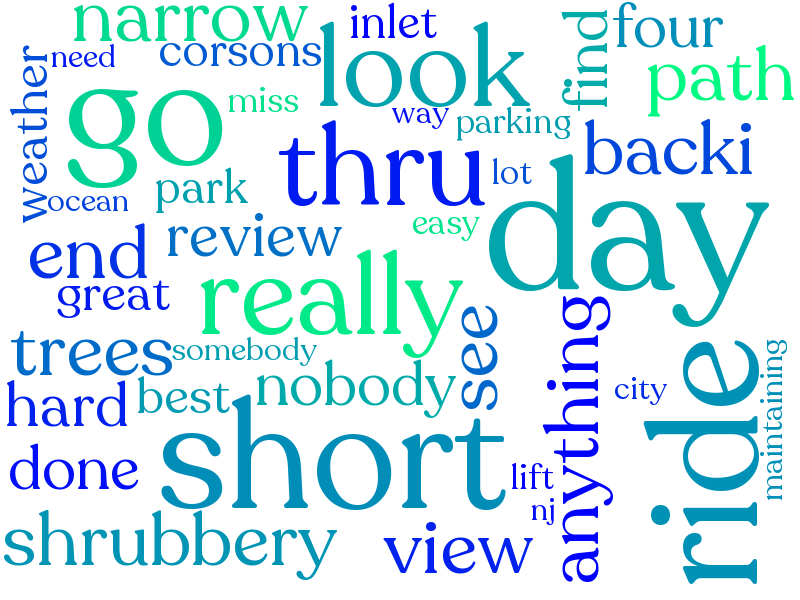 narrow
inlet
find
four
need
corsons
look
path
weather
go
miss
way
parking
thru
backi
park
lot
ocean
day
easy
review
end
really
great
see
anything
trees
somebody
ride
maintaining
hard
best
nobody
city
short
done
lift
nj
shrubbery
view